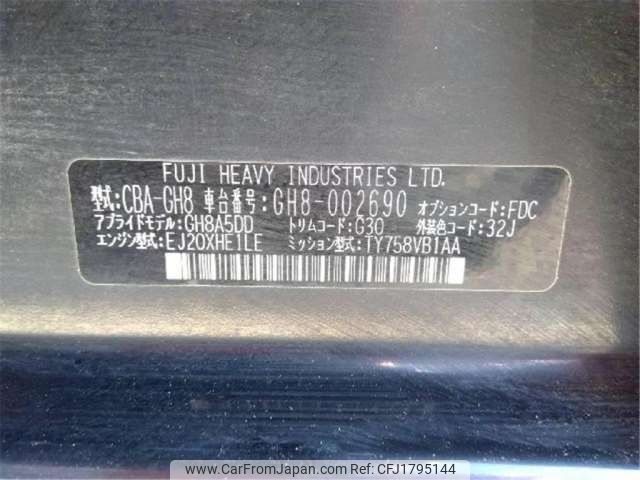 FUJI HEAVY INDUSTRIES LTD.
型式:CBA-GH8 車台番号:GH8-002690 オプションコード:FDC
アプライドモデル:GH8A5DD トリムコード:G30 外装色コード:32J
エンジン型式:EJ20XHE1LE ミッション型式:TY758VB1AA
www.CarFromJapan.com | Ref No: CFJ1795144